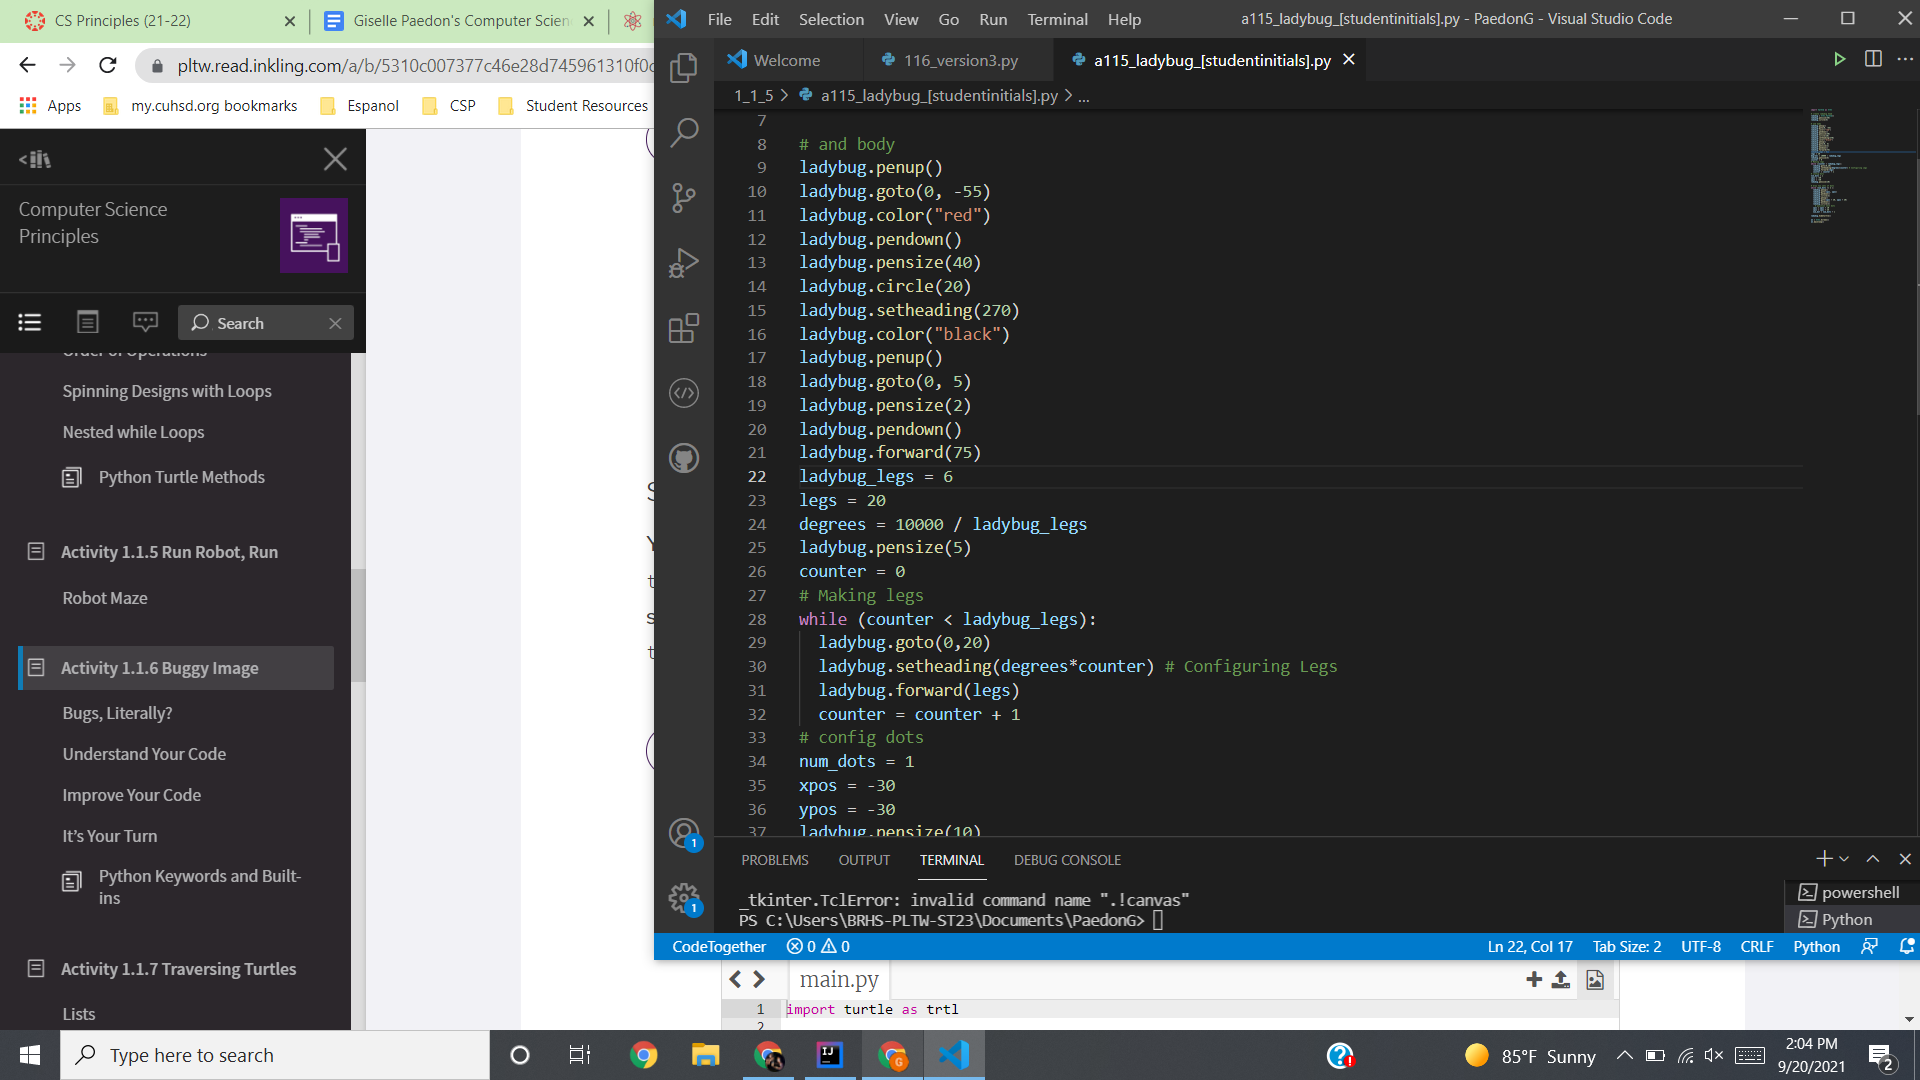 CS Principles (21-22)
Giselle Paedon's Computer Scien
File Edit Selection View Go Run Terminal Help
a115_ladybug_[studentinitials].py - PaedonG - Visual Studio Code
pltw.read.inkling.com/a/b/5310c007377c46e28d745961310f0c
Welcome
116_version3.py
a115_ladybug_[studentinitials].py
Apps
my.cuhsd.org bookmarks
Espanol
CSP
Student Resources
1_1_5 > a115_ladybug_[studentinitials].py > ...
Computer Science
Principles
Search
Order of Operations
Spinning Designs with Loops
Nested while Loops
Python Turtle Methods
Activity 1.1.5 Run Robot, Run
Robot Maze
Activity 1.1.6 Buggy Image
Bugs, Literally?
Understand Your Code
Improve Your Code
It's Your Turn
Python Keywords and Built-
ins
Activity 1.1.7 Traversing Turtles
Lists
7
8 # and body
9 ladybug.penup()
10 ladybug.goto(0, -55)
11 ladybug.color("red")
12 ladybug.pendown()
13 ladybug.pensize(40)
14 ladybug.circle(20)
15 ladybug.setheading(270)
16 ladybug.color("black")
17 ladybug.penup()
18 ladybug.goto(0, 5)
19 ladybug.pensize(2)
20 ladybug.pendown()
21 ladybug.forward(75)
22 ladybug_legs = 6
23 legs = 20
24 degrees = 10000 / ladybug_legs
25 ladybug.pensize(5)
26 counter = 0
27 # Making legs
28 while (counter < ladybug_legs):
29 ladybug.goto(0,20)
30 ladybug.setheading(degrees*counter) # Configuring Legs
31 ladybug.forward(legs)
32 counter = counter + 1
33 # config dots
34 num_dots = 1
35 xpos = -30
36 ypos = -30
37 ladybug.pensize(10)
PROBLEMS OUTPUT TERMINAL DEBUG CONSOLE
_tkinter.TclError: invalid command name ".!canvas"
PS C:\Users\BRHS-PLTW-ST23\Documents\PaedonG>
powershell
Python
1
1
CodeTogether 0 0
Ln 22, Col 17 Tab Size: 2 UTF-8 CRLF Python
main.py
1 import turtle as trtl
2
Type here to search
85°F Sunny
2:04 PM
9/20/2021
2